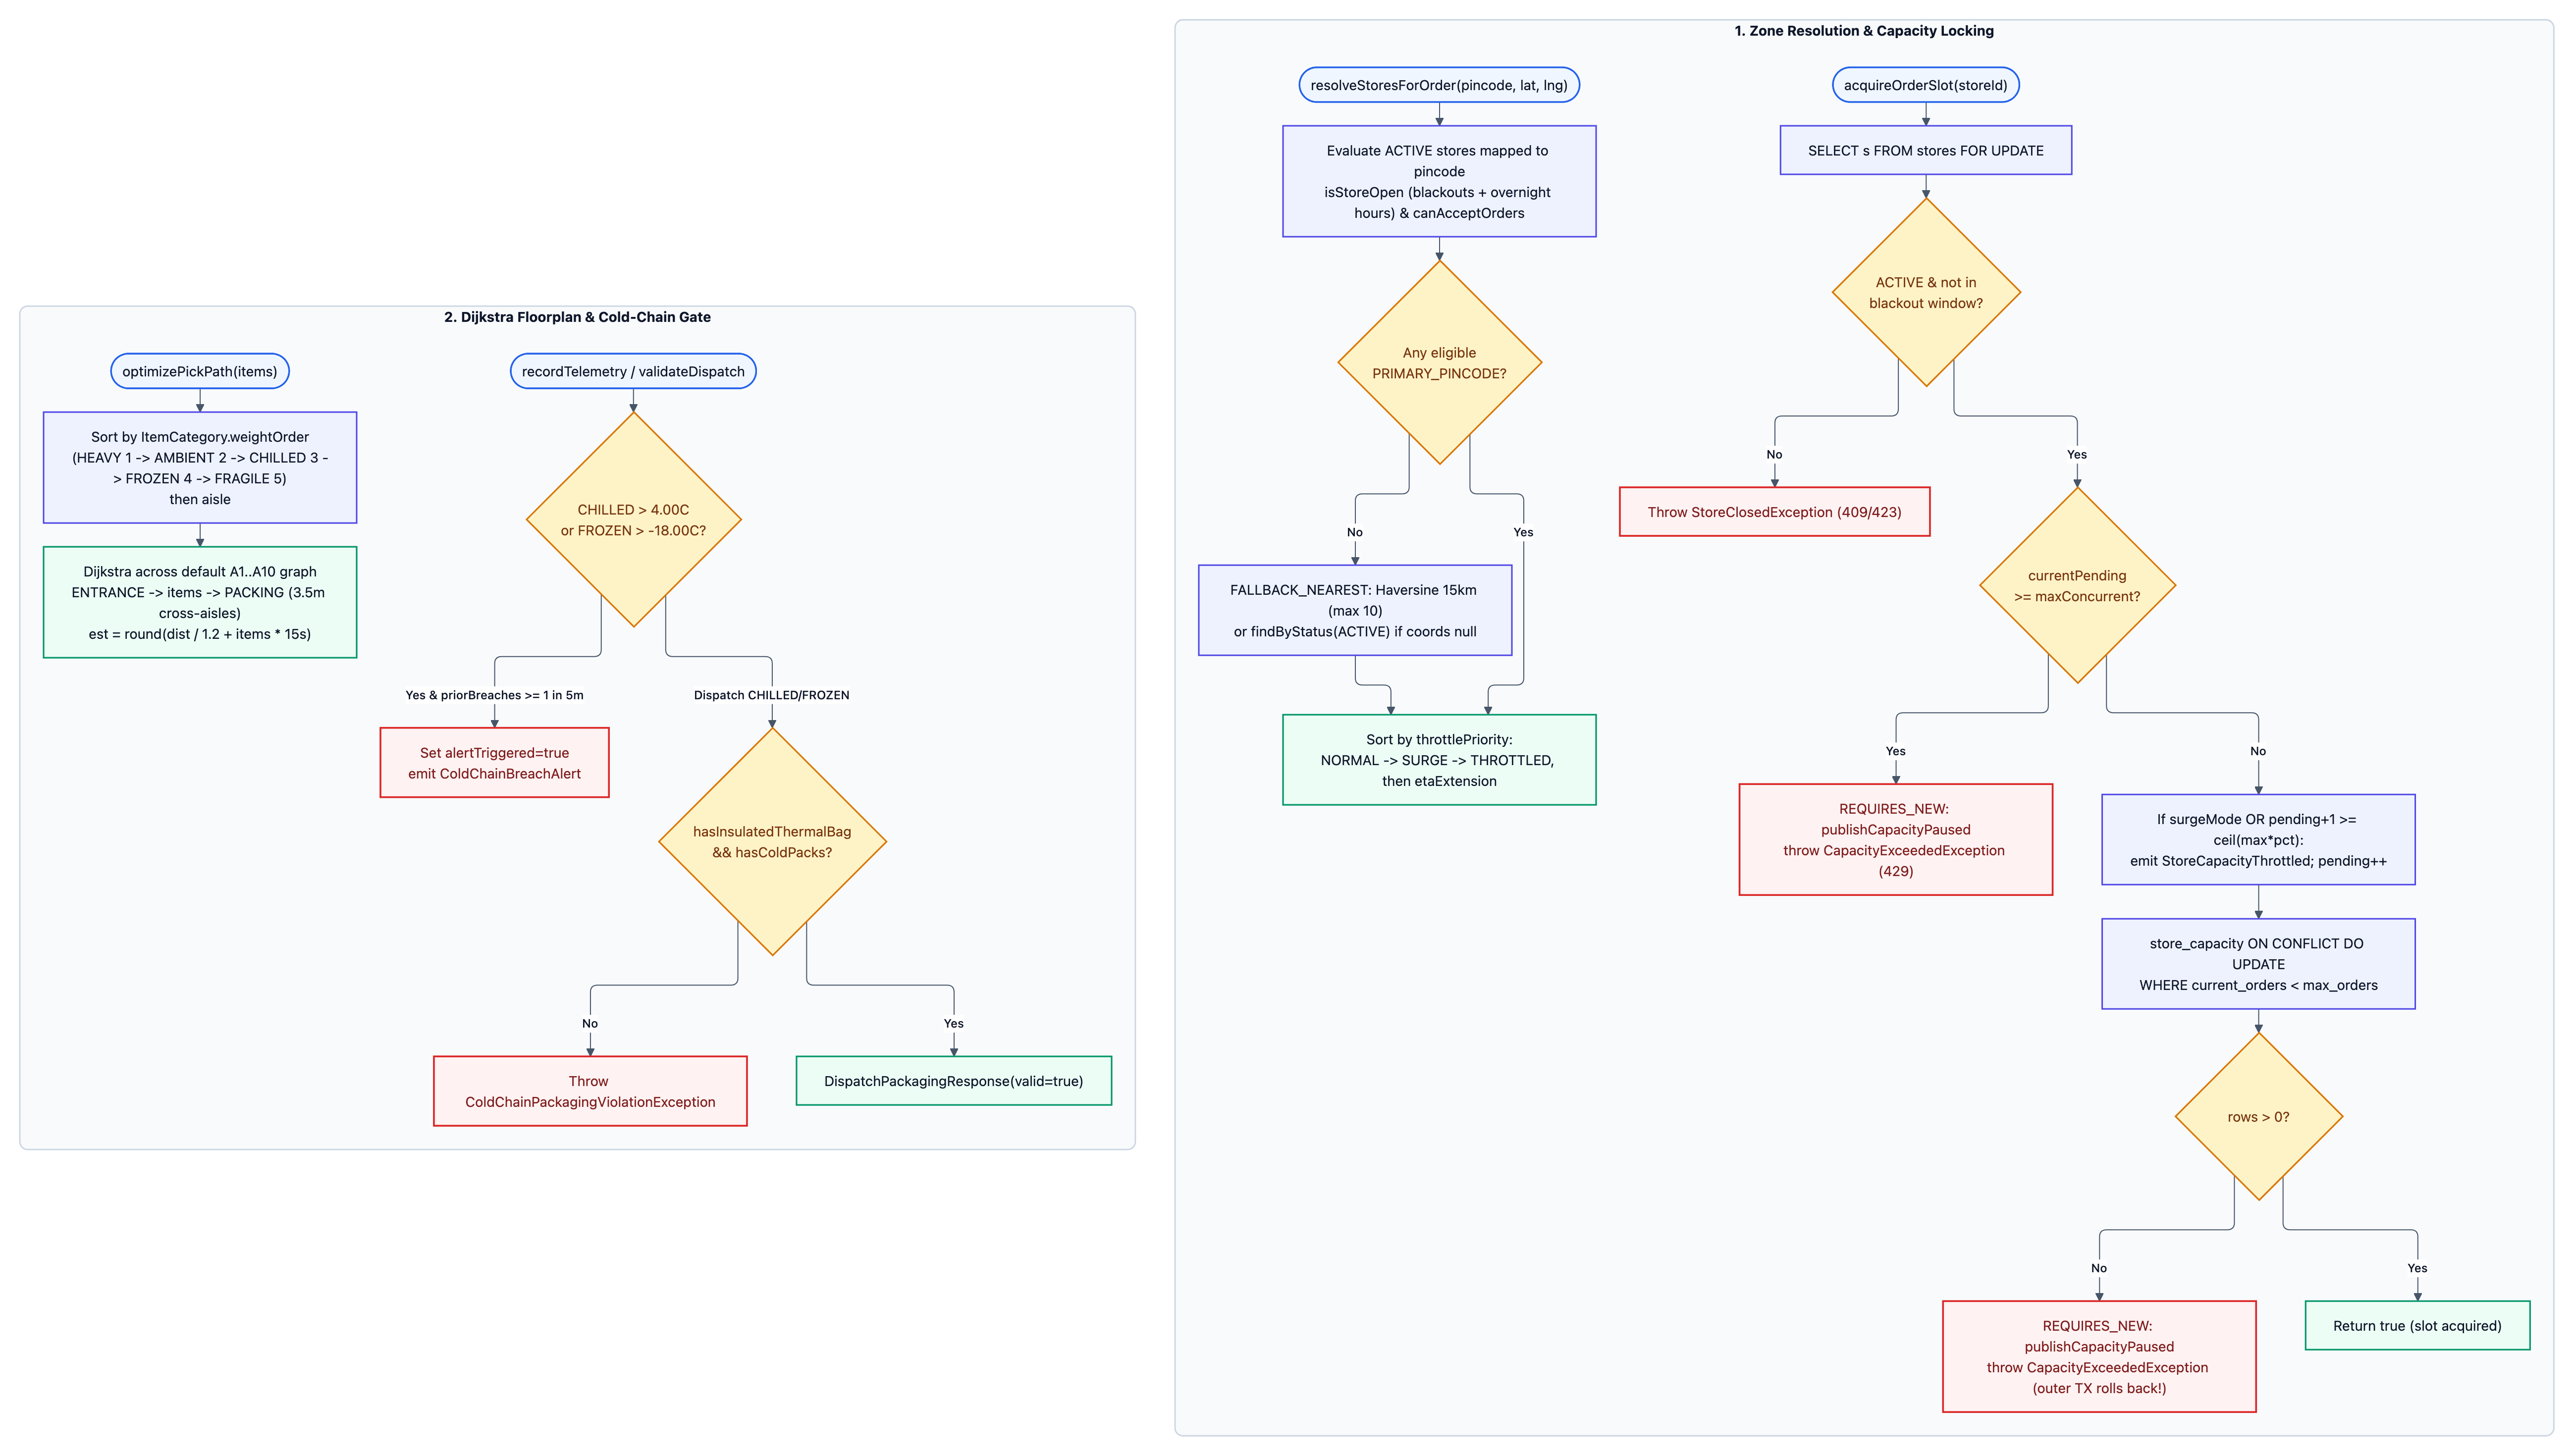 1. Zone Resolution & Capacity Locking
resolveStoresForOrder(pincode, lat, lng)
Evaluate ACTIVE stores mapped to
pincode
isStoreOpen (blackouts + overnight
hours) & canAcceptOrders
Any eligible
PRIMARY_PINCODE?
No
Yes
FALLBACK_NEAREST: Haversine 15km
(max 10)
or findByStatus(ACTIVE) if coords null
Sort by throttlePriority:
NORMAL -> SURGE -> THROTTLED,
then etaExtension
acquireOrderSlot(storeId)
SELECT s FROM stores FOR UPDATE
ACTIVE & not in
blackout window?
No
Yes
Throw StoreClosedException (409/423)
currentPending
>= maxConcurrent?
Yes
No
REQUIRES_NEW:
publishCapacityPaused
throw CapacityExceededException
(429)
If surgeMode OR pending+1 >=
ceil(max*pct):
emit StoreCapacityThrottled; pending++
store_capacity ON CONFLICT DO
UPDATE
WHERE current_orders < max_orders
rows > 0?
No
Yes
REQUIRES_NEW:
publishCapacityPaused
throw CapacityExceededException
(outer TX rolls back!)
Return true (slot acquired)
2. Dijkstra Floorplan & Cold-Chain Gate
optimizePickPath(items)
Sort by ItemCategory.weightOrder
(HEAVY 1 -> AMBIENT 2 -> CHILLED 3 -
> FROZEN 4 -> FRAGILE 5)
then aisle
Dijkstra across default A1..A10 graph
ENTRANCE -> items -> PACKING (3.5m
cross-aisles)
est = round(dist / 1.2 + items * 15s)
recordTelemetry / validateDispatch
CHILLED > 4.00C
or FROZEN > -18.00C?
Yes & priorBreaches >= 1 in 5m
Dispatch CHILLED/FROZEN
Set alertTriggered=true
emit ColdChainBreachAlert
hasInsulatedThermalBag
&& hasColdPacks?
No
Yes
Throw
ColdChainPackagingViolationException
DispatchPackagingResponse(valid=true)